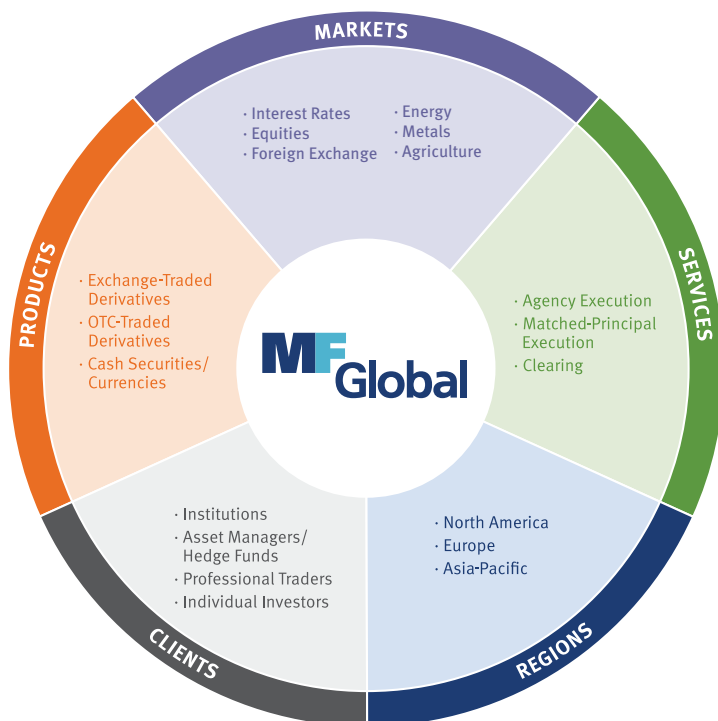 MARKETS
· Interest Rates
· Equities
· Foreign Exchange
· Energy
· Metals
· Agriculture
SERVICES
· Agency Execution
· Matched-Principal
Execution
· Clearing
REGIONS
· North America
· Europe
· Asia-Pacific
CLIENTS
· Institutions
· Asset Managers/
Hedge Funds
· Professional Traders
· Individual Investors
PRODUCTS
· Exchange-Traded
Derivatives
· OTC-Traded
Derivatives
· Cash Securities/
Currencies
MF
Global